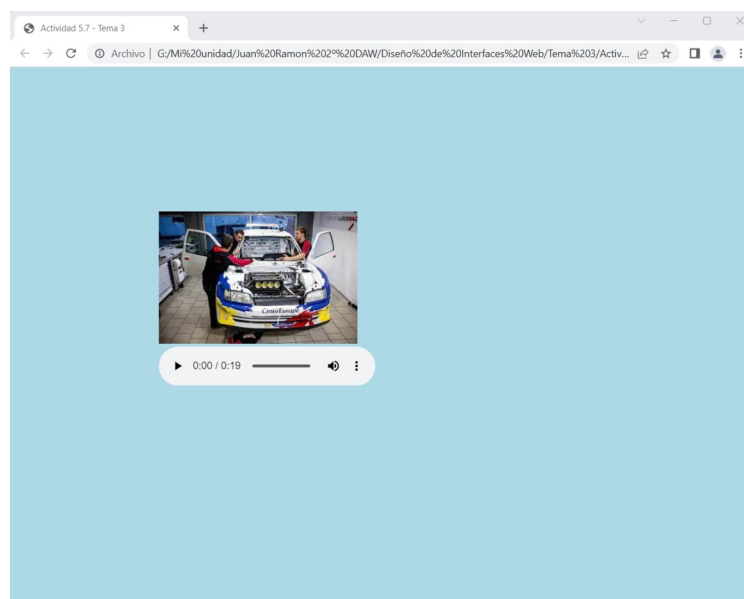 Actividad 5.7 - Tema 3
Archivo | G:/Mi%20unidad/Juan%20Ramon%202º%20DAW/Diseño%20de%20Interfaces%20Web/Tema%203/Activ...
CroisiEurope
0:00 / 0:19